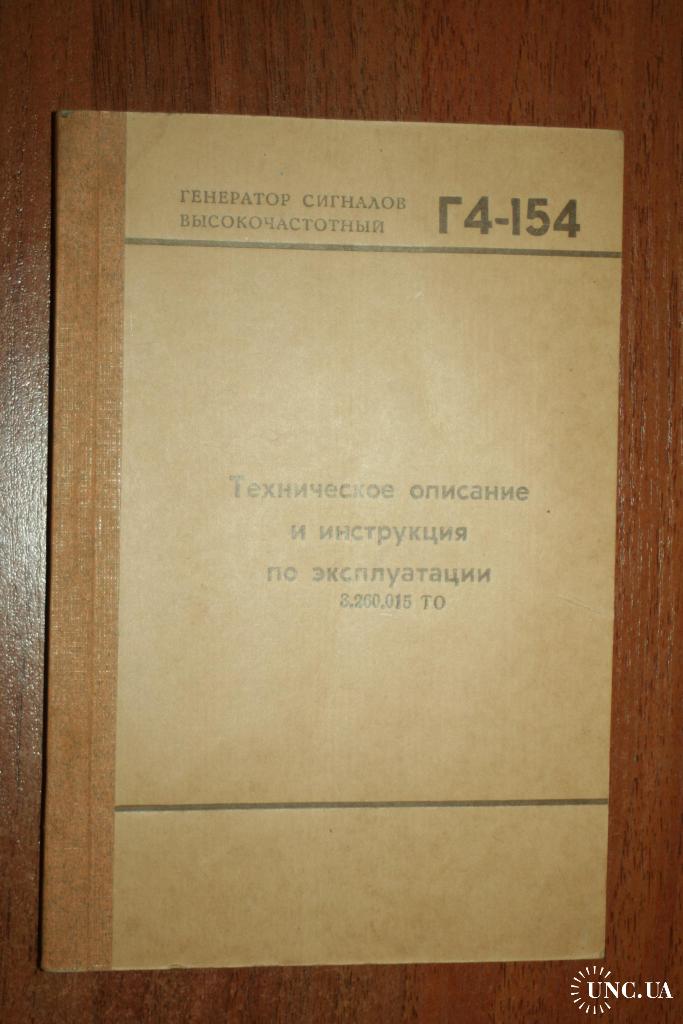 ГЕНЕРАТОР СИГНАЛОВ
ВЫСОКОЧАСТОТНЫЙ
Г4-154
Техническое описание
и инструкция
по эксплуатации
3.260.015 ТО
UNC.UA